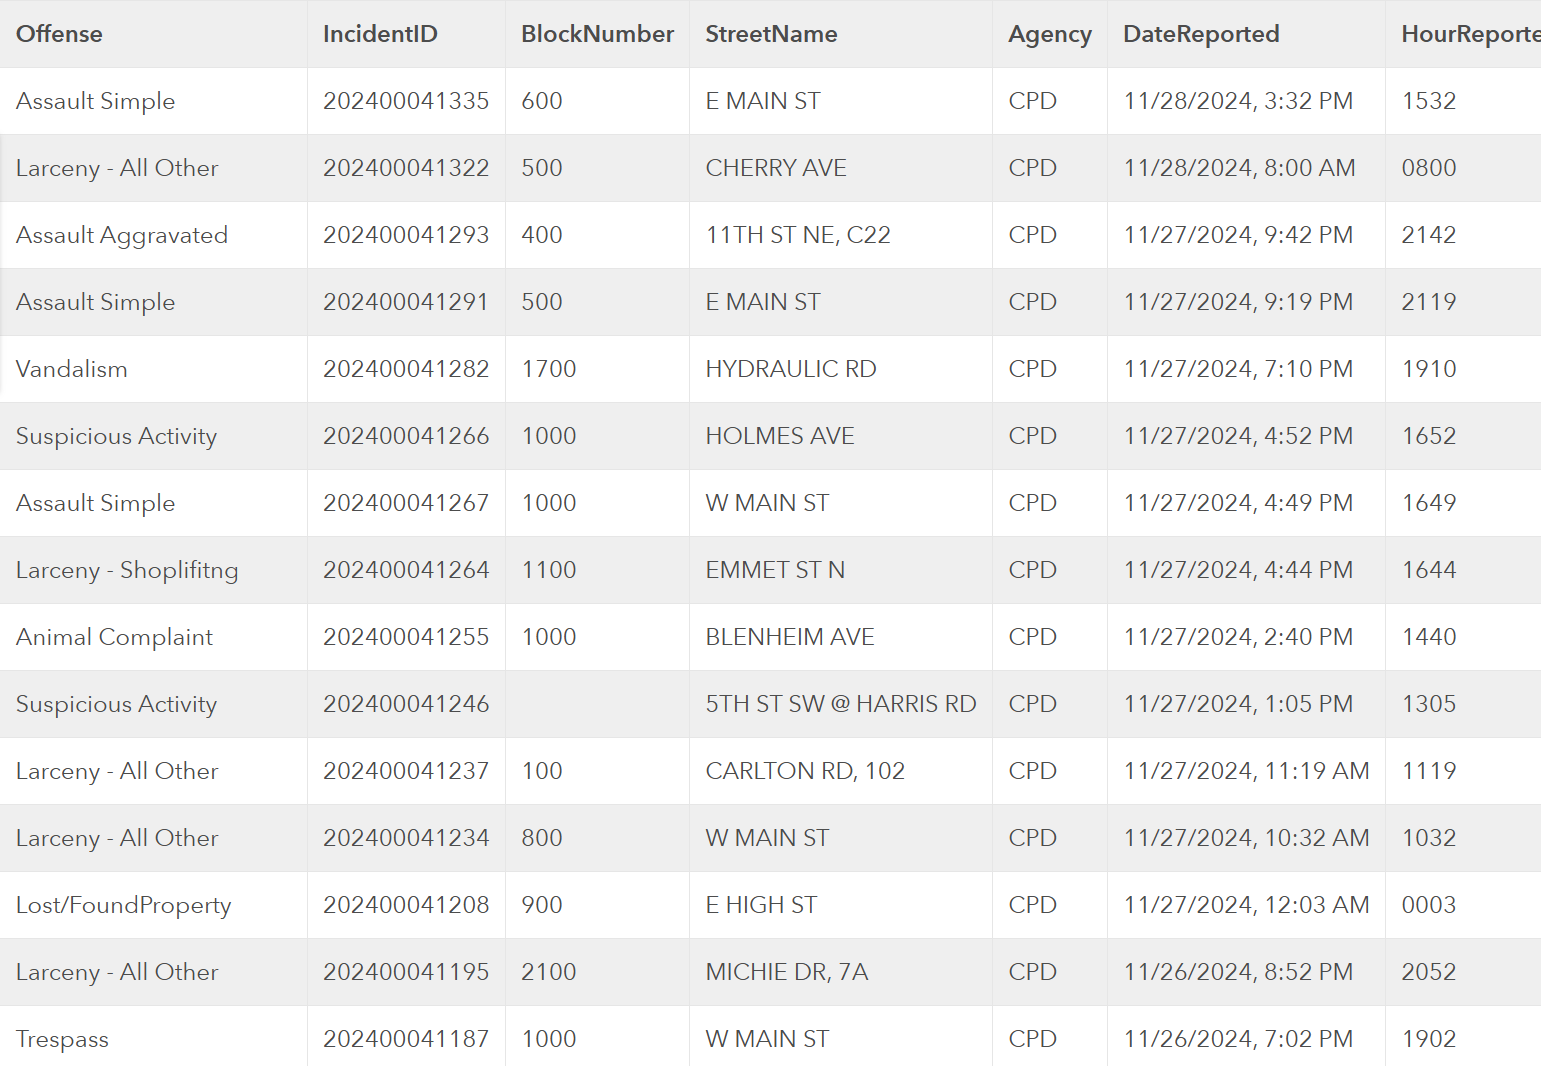 Offense IncidentID BlockNumber StreetName Agency DateReported HourReporte
Assault Simple 202400041335 600 E MAIN ST CPD 11/28/2024, 3:32 PM 1532
Larceny - All Other 202400041322 500 CHERRY AVE CPD 11/28/2024, 8:00 AM 0800
Assault Aggravated 202400041293 400 11TH ST NE, C22 CPD 11/27/2024, 9:42 PM 2142
Assault Simple 202400041291 500 E MAIN ST CPD 11/27/2024, 9:19 PM 2119
Vandalism 202400041282 1700 HYDRAULIC RD CPD 11/27/2024, 7:10 PM 1910
Suspicious Activity 202400041266 1000 HOLMES AVE CPD 11/27/2024, 4:52 PM 1652
Assault Simple 202400041267 1000 W MAIN ST CPD 11/27/2024, 4:49 PM 1649
Larceny - Shoplifitng 202400041264 1100 EMMET ST N CPD 11/27/2024, 4:44 PM 1644
Animal Complaint 202400041255 1000 BLENHEIM AVE CPD 11/27/2024, 2:40 PM 1440
Suspicious Activity 202400041246 5TH ST SW @ HARRIS RD CPD 11/27/2024, 1:05 PM 1305
Larceny - All Other 202400041237 100 CARLTON RD, 102 CPD 11/27/2024, 11:19 AM 1119
Larceny - All Other 202400041234 800 W MAIN ST CPD 11/27/2024, 10:32 AM 1032
Lost/FoundProperty 202400041208 900 E HIGH ST CPD 11/27/2024, 12:03 AM 0003
Larceny - All Other 202400041195 2100 MICHIE DR, 7A CPD 11/26/2024, 8:52 PM 2052
Trespass 202400041187 1000 W MAIN ST CPD 11/26/2024, 7:02 PM 1902